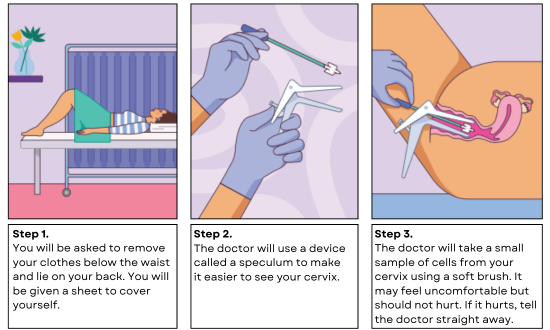 Step 1.
You will be asked to remove
your clothes below the waist
and lie on your back. You will
be given a sheet to cover
yourself.
Step 2.
The doctor will use a device
called a speculum to make
it easier to see your cervix.
Step 3.
The doctor will take a small
sample of cells from your
cervix using a soft brush. It
may feel uncomfortable but
should not hurt. If it hurts, tell
the doctor straight away.